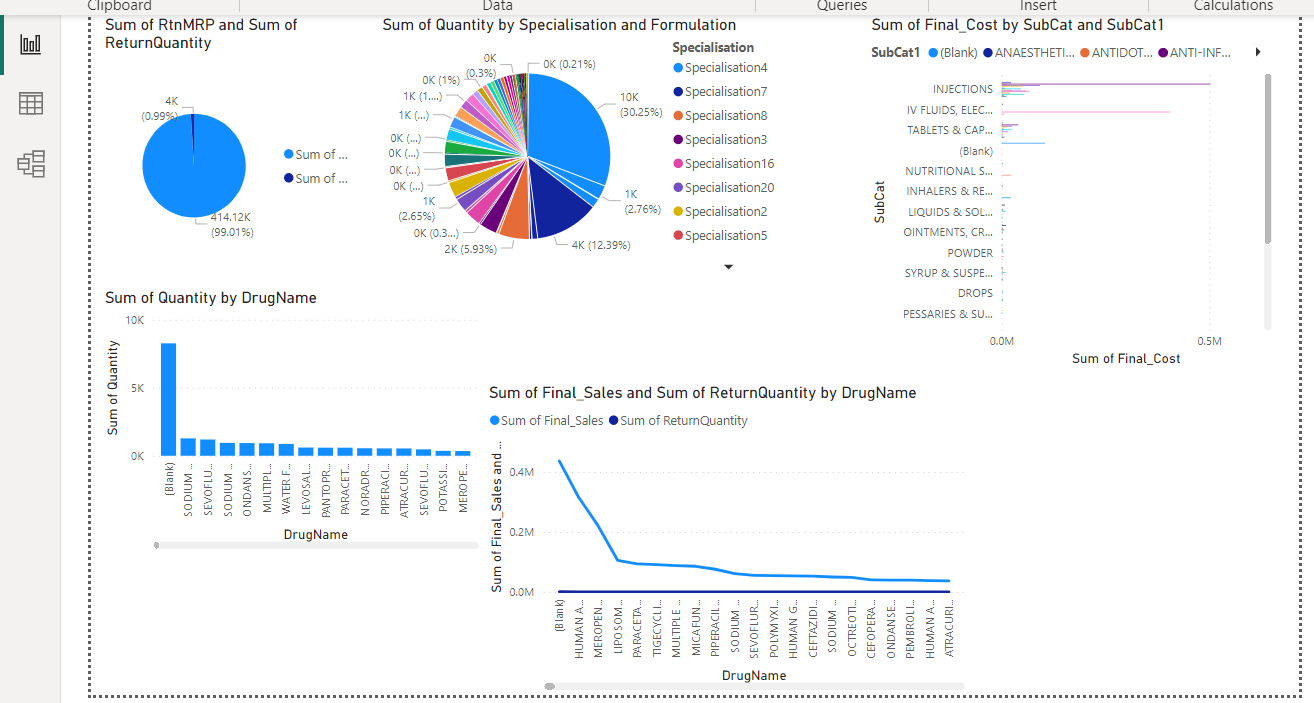 Clipboard
Data
Queries
Insert
Calculations
Sum of RtnMRP and Sum of
ReturnQuantity
4K
(0.99%)
414.12K
(99.01%)
Sum of ...
Sum of ...
Sum of Quantity by Specialisation and Formulation
0K (0.21%)
0K
(0.3%)
0K (1%)
1K (1....)
1K (...)
0K (...)
0K (...)
0K (...)
0K (...)
1K
(2.65%)
0K (0.3...)
2K (5.93%)
4K (12.39%)
1K
(2.76%)
10K
(30.25%)
Specialisation
Specialisation4
Specialisation7
Specialisation8
Specialisation3
Specialisation16
Specialisation20
Specialisation2
Specialisation5
Sum of Final_Cost by SubCat and SubCat1
SubCat1 (Blank) ANAESTHETI... ANTIDOT... ANTI-INF...
SubCat
INJECTIONS
IV FLUIDS, ELEC...
TABLETS & CAP...
(Blank)
NUTRITIONAL S...
INHALERS & RE...
LIQUIDS & SOL...
OINTMENTS, CR...
POWDER
SYRUP & SUSPE...
DROPS
PESSARIES & SU...
0.0M 0.5M
Sum of Final_Cost
Sum of Quantity by DrugName
Sum of Quantity
10K
5K
0K
(Blank)
SODIUM ...
SEVOFLU...
SODIUM ...
ONDANS...
MULTIPL...
WATER F...
LEVOSAL...
PANTOPR...
PARACET...
NORADR...
PIPERACI...
ATRACUR...
SEVOFLU...
POTASSI...
MEROPE...
DrugName
Sum of Final_Sales and Sum of ReturnQuantity by DrugName
Sum of Final_Sales Sum of ReturnQuantity
Sum of Final_Sales and ...
0.4M
0.2M
0.0M
(Blank)
HUMAN A...
MEROPEN...
LIPOSOM...
PARACETA...
TIGECYCLI...
MULTIPLE ...
MICAFUN...
PIPERACIL...
SODIUM ...
SEVOFLUR...
POLYMYXI...
HUMAN G...
CEFTAZIDI...
SODIUM ...
OCTREOTI...
CEFOPERA...
ONDANSE...
PEMBROLI...
HUMAN A...
ATRACURI...
DrugName